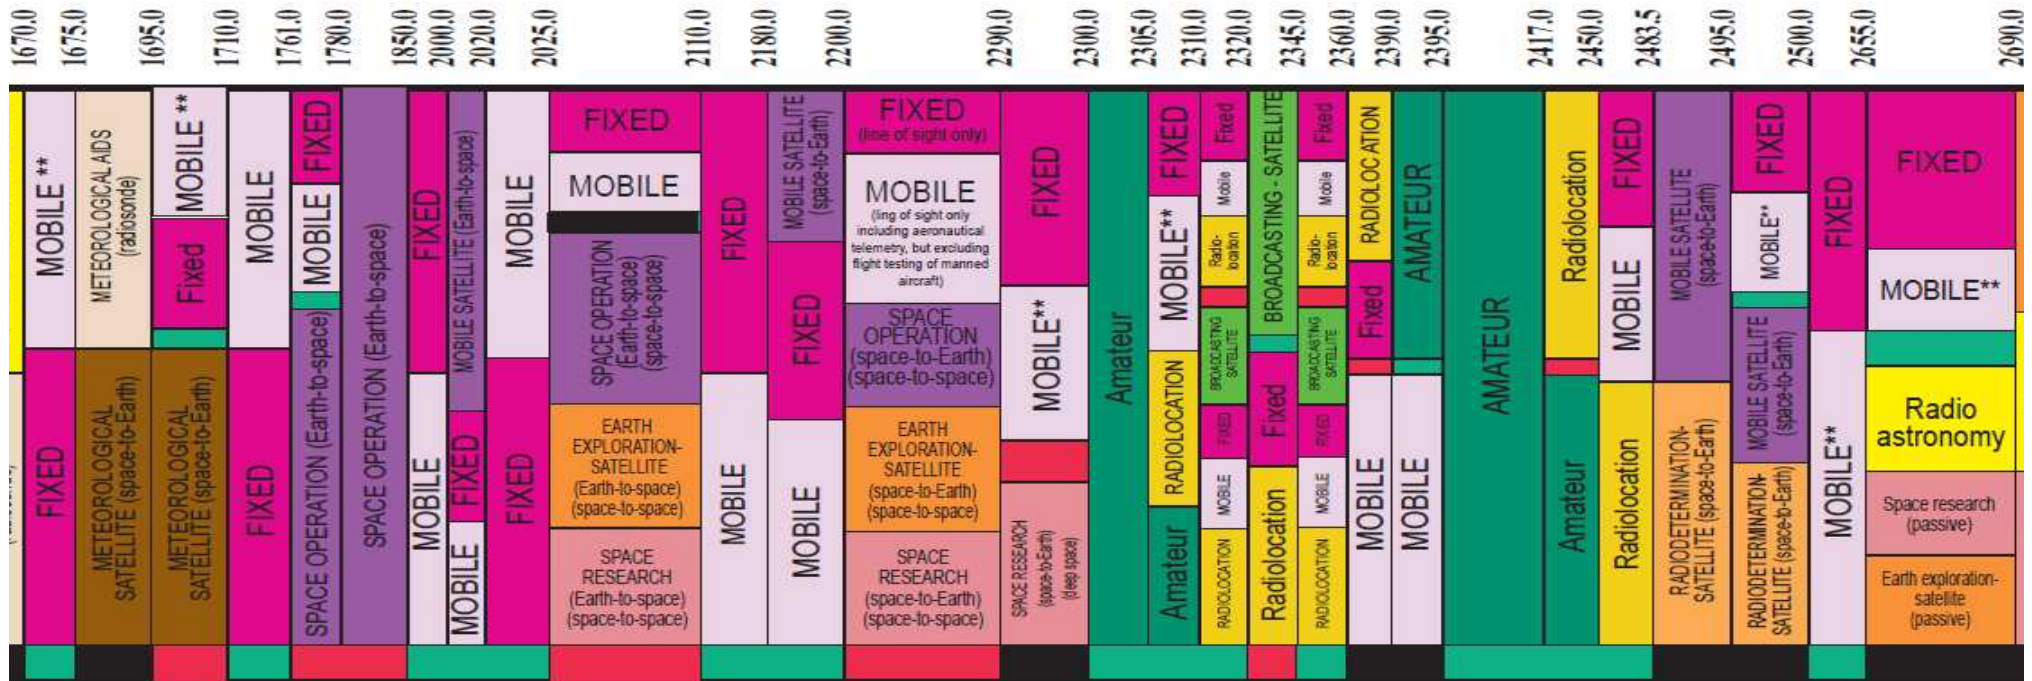 1670.0
1675.0
1695.0
1710.0
1761.0
1780.0
1850.0
2000.0
2020.0
2025.0
2110.0
2180.0
2200.0
2290.0
2300.0
2305.0
2310.0
2320.0
2345.0
2360.0
2390.0
2395.0
2417.0
2450.0
2483.5
2495.0
2500.0
2655.0
2690.0
MOBILE**
FIXED
METEOROLOGICAL AIDS
(radiosonde)
METEOROLOGICAL
SATELLITE (space-to-Earth)
MOBILE**
Fixed
METEOROLOGICAL
SATELLITE (space-to-Earth)
MOBILE
FIXED
FIXED
MOBILE
SPACE OPERATION (Earth-to-space)
SPACE OPERATION (Earth-to-space)
FIXED
MOBILE
MOBILE SATELLITE (Earth-to-space)
FIXED
MOBILE
MOBILE
FIXED
FIXED
MOBILE
SPACE OPERATION
(Earth-to-space)
(space-to-space)
EARTH
EXPLORATION-
SATELLITE
(Earth-to-space)
(space-to-space)
SPACE
RESEARCH
(Earth-to-space)
(space-to-space)
FIXED
MOBILE
MOBILE SATELLITE
(space-to-Earth)
FIXED
MOBILE
FIXED
(line of sight only)
MOBILE
(ling of sight only
including aeronautical
telemetry, but excluding
flight testing of manned
aircraft)
SPACE
OPERATION
(space-to-Earth)
(space-to-space)
EARTH
EXPLORATION-
SATELLITE
(space-to-Earth)
(space-to-space)
SPACE
RESEARCH
(space-to-Earth)
(space-to-space)
FIXED
MOBILE**
SPACE RESEARCH
(space-to-Earth)
(deep space)
Amateur
FIXED
MOBILE**
RADIOLOCATION
Amateur
Fixed
Mobile
Radio-
location
BROADCASTING
SATELLITE
FIXED
MOBILE
RADIOLOCATION
BROADCASTING - SATELLITE
Fixed
Radiolocation
Fixed
Mobile
Radio-
location
BROADCASTING
SATELLITE
FIXED
MOBILE
RADIOLOCATION
RADIOLOCATION
Fixed
MOBILE
AMATEUR
MOBILE
AMATEUR
Radiolocation
Amateur
FIXED
MOBILE
Radiolocation
MOBILE SATELLITE
(space-to-Earth)
RADIODETERMINATION-
SATELLITE (space-to-Earth)
FIXED
MOBILE**
MOBILE SATELLITE
(space-to-Earth)
RADIODETERMINATION-
SATELLITE (space-to-Earth)
FIXED
MOBILE**
FIXED
MOBILE**
Radio
astronomy
Space research
(passive)
Earth exploration-
satellite
(passive)